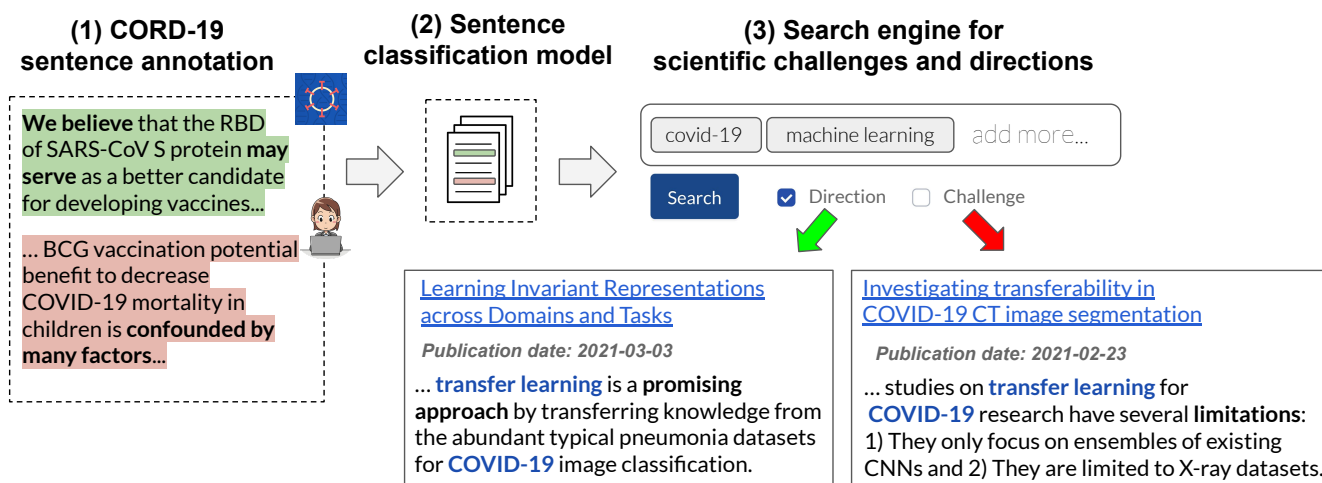 (1) CORD-19
sentence annotation
We believe that the RBD
of SARS-CoV S protein may
serve as a better candidate
for developing vaccines...
... BCG vaccination potential
benefit to decrease
COVID-19 mortality in
children is confounded by
many factors...
(2) Sentence
classification model
(3) Search engine for
scientific challenges and directions
covid-19 machine learning add more...
Search Direction Challenge
Learning Invariant Representations
across Domains and Tasks
Publication date: 2021-03-03
... transfer learning is a promising
approach by transferring knowledge from
the abundant typical pneumonia datasets
for COVID-19 image classification.
Investigating transferability in
COVID-19 CT image segmentation
Publication date: 2021-02-23
... studies on transfer learning for
COVID-19 research have several limitations:
1) They only focus on ensembles of existing
CNNs and 2) They are limited to X-ray datasets.